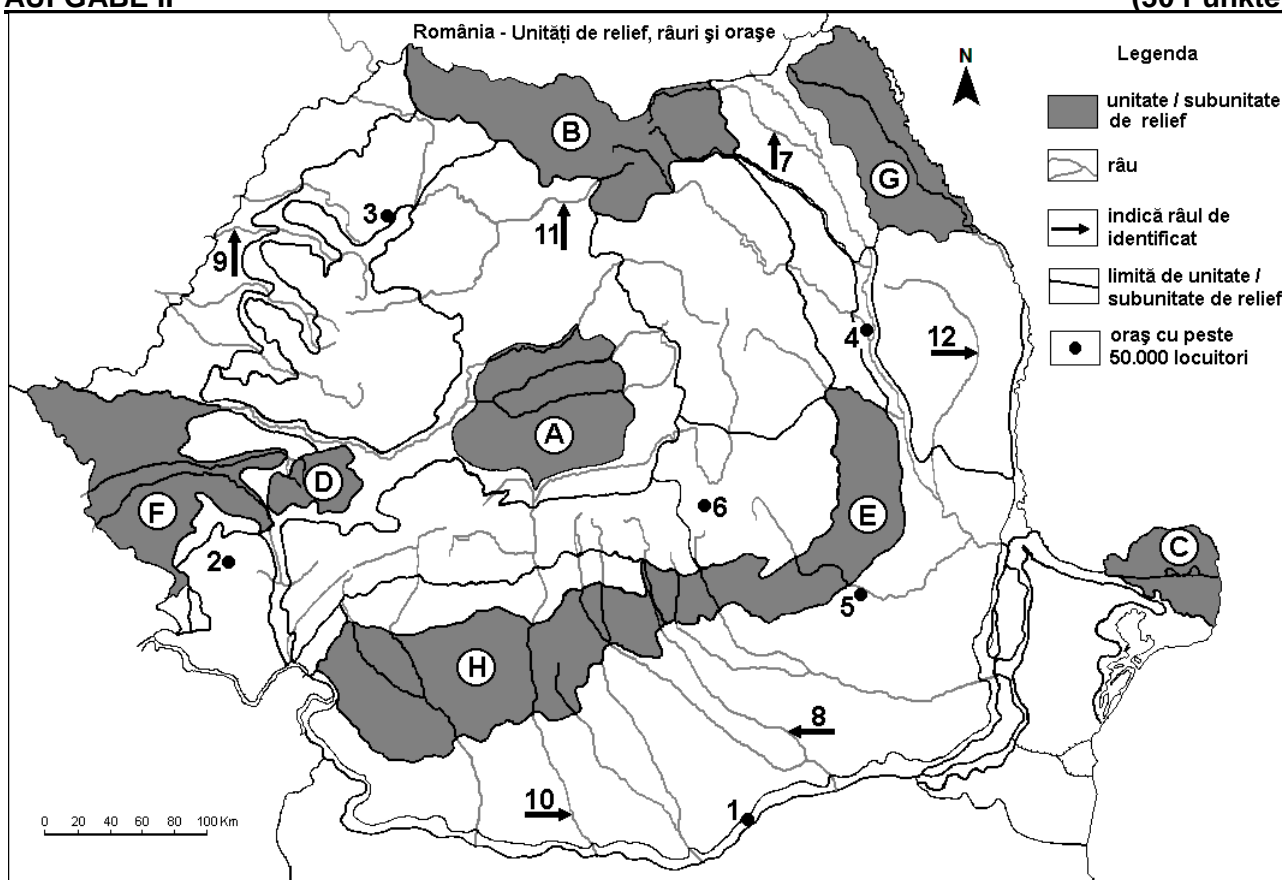 AUFGABE II (50 Punkte
România - Unităţi de relief, râuri şi oraşe
Legenda
N
unitate / subunitate
de relief
râu
indică râul de
identificat
limită de unitate /
subunitate de relief
oraş cu peste
50.000 locuitori
B
7
G
3
11
9
4
12
A
D
F
6
E
2
C
5
H
8
10
1
0 20 40 60 80 100 Km